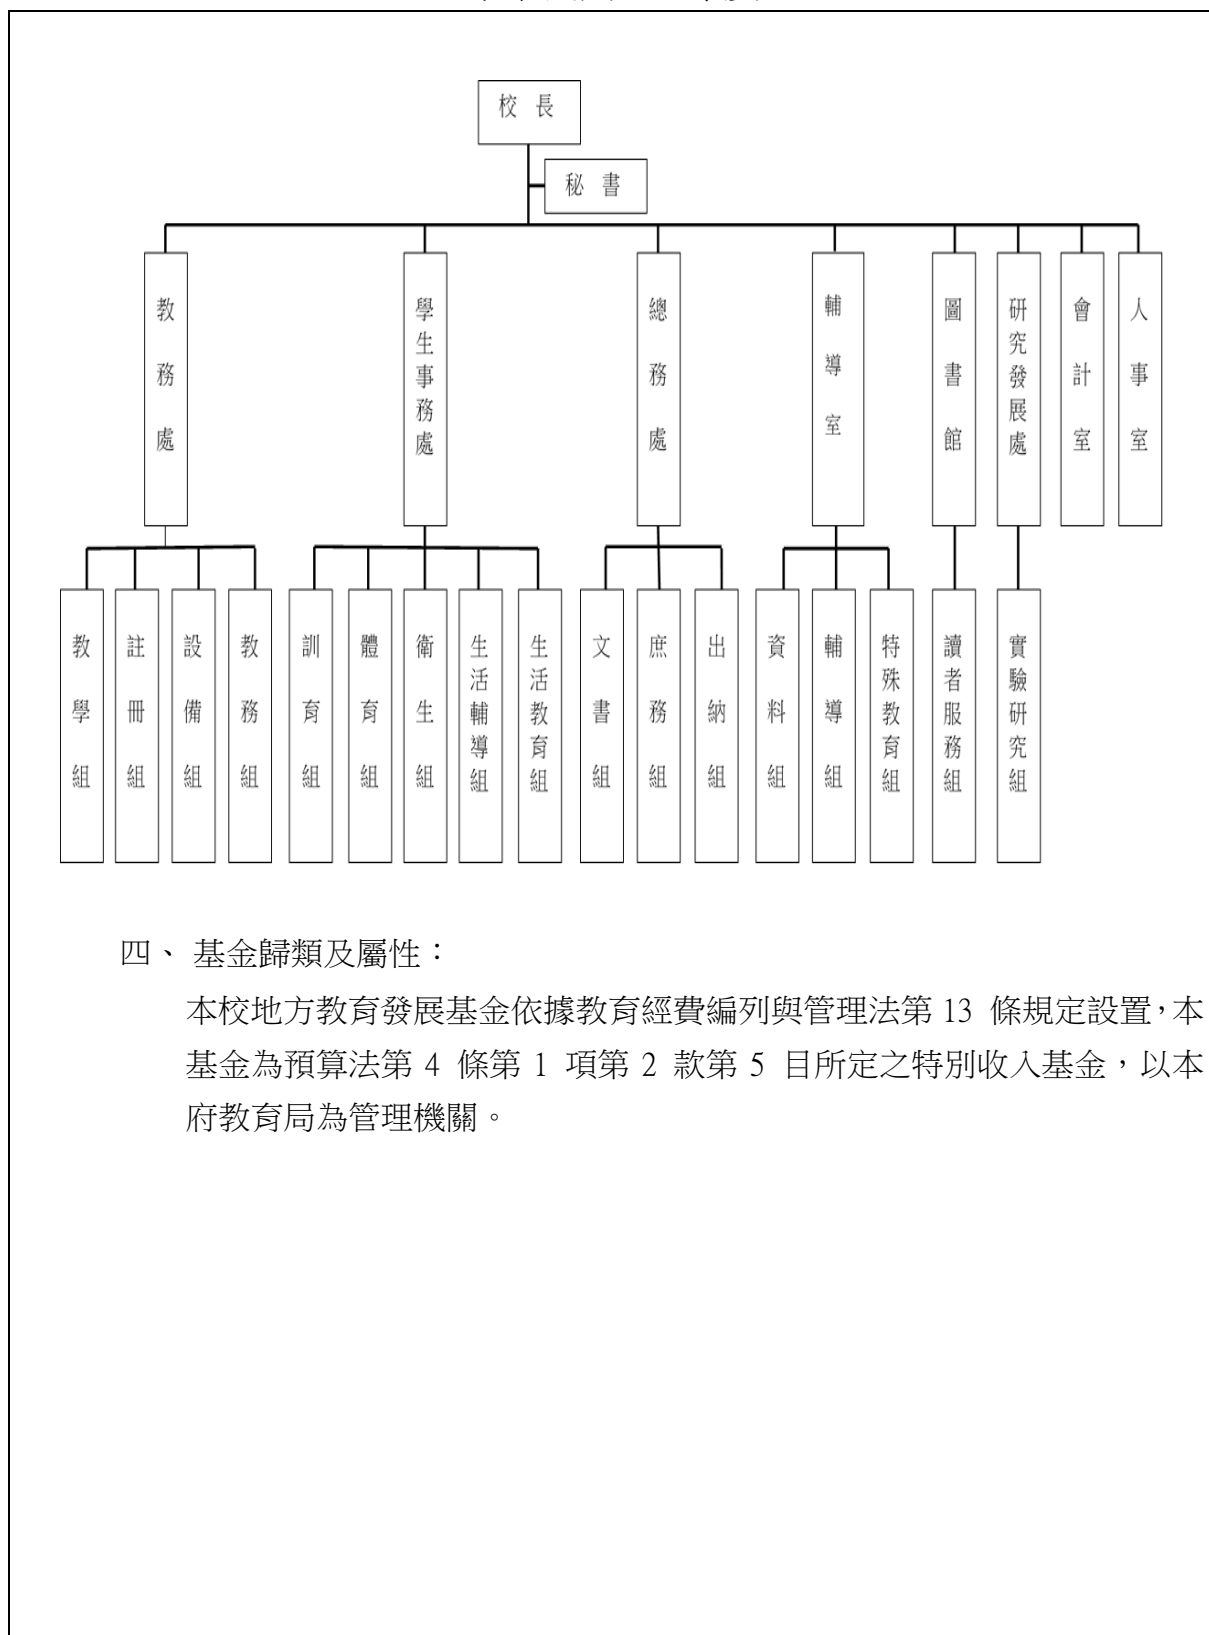 校長
秘書
教務處
學生事務處
總務處
輔導室
圖書館
研究發展處
會計室
人事室
教學組
註冊組
設備組
教務組
訓育組
體育組
衛生組
生活輔導組
生活教育組
文書組
庶務組
出納組
資料組
輔導組
特殊教育組
讀者服務組
實驗研究組
四、 基金歸類及屬性：
本校地方教育發展基金依據教育經費編列與管理法第 13 條規定設置，本
基金為預算法第 4 條第 1 項第 2 款第 5 目所定之特別收入基金，以本
府教育局為管理機關。